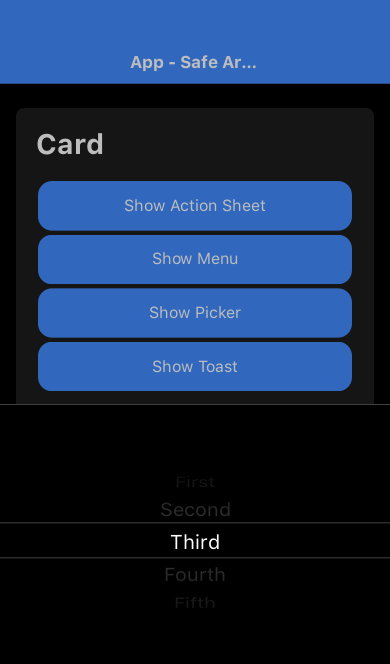 App - Safe Ar...
Card
Show Action Sheet
Show Menu
Show Picker
Show Toast
First
Second
Third
Fourth
Fifth